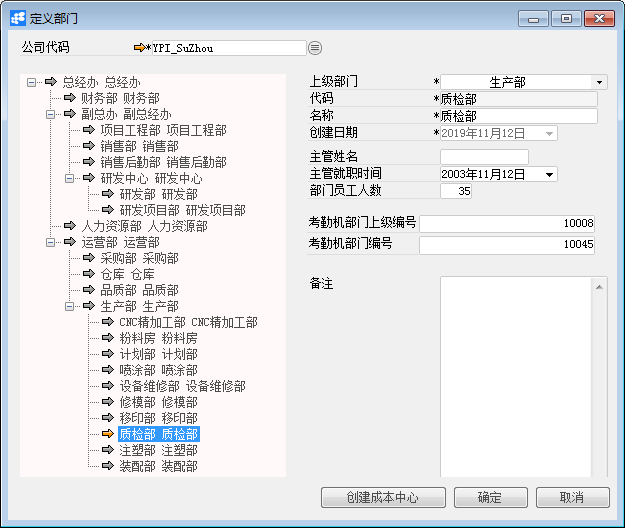 定义部门
公司代码 *YPI_SuZhou
总经办 总经办
财务部 财务部
副总办 副总经办
项目工程部 项目工程部
销售部 销售部
销售后勤部 销售后勤部
研发中心 研发中心
研发部 研发部
研发项目部 研发项目部
人力资源部 人力资源部
运营部 运营部
采购部 采购部
仓库 仓库
品质部 品质部
生产部 生产部
CNC精加工部 CNC精加工部
粉料房 粉料房
计划部 计划部
喷涂部 喷涂部
设备维修部 设备维修部
修模部 修模部
移印部 移印部
质检部 质检部
注塑部 注塑部
装配部 装配部
上级部门 * 生产部
代码 *质检部
名称 *质检部
创建日期 *2019年11月12日
主管姓名
主管就职时间 2003年11月12日
部门员工人数 35
考勤机部门上级编号 10008
考勤机部门编号 10045
备注
创建成本中心 确定 取消